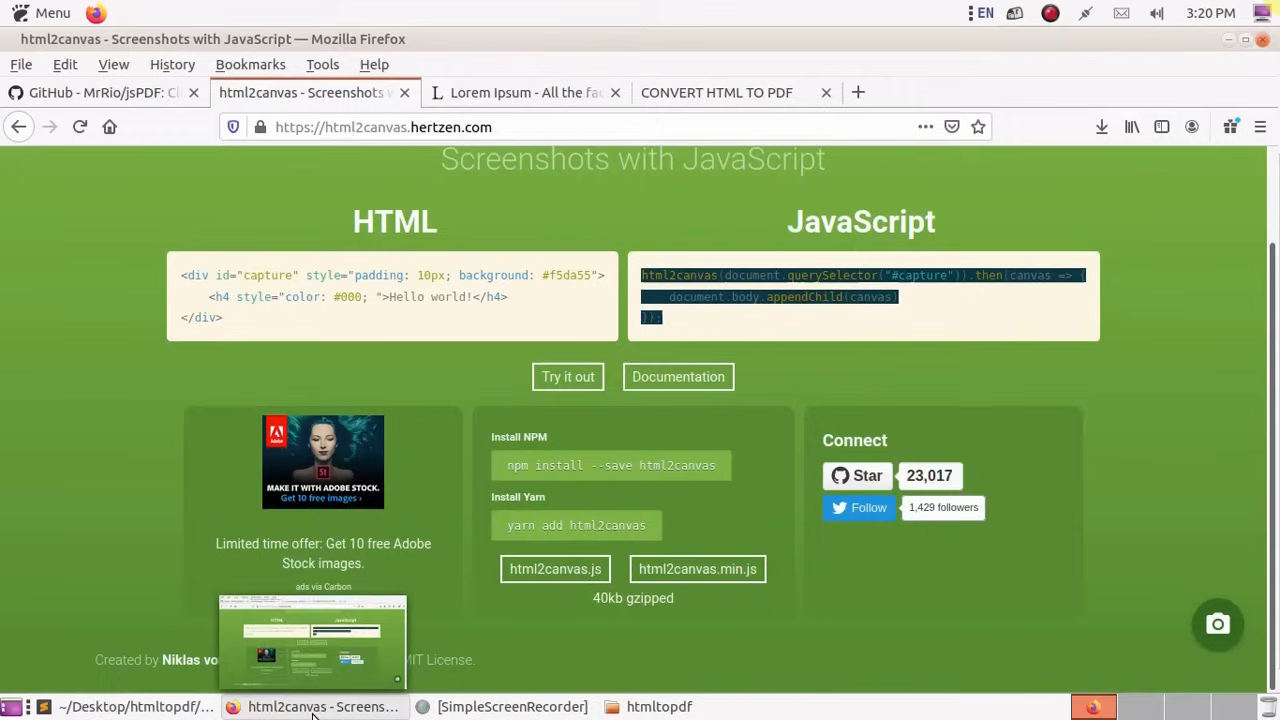 Menu
EN
3:20 PM
html2canvas - Screenshots with JavaScript — Mozilla Firefox
File Edit View History Bookmarks Tools Help
GitHub - MrRio/jsPDF: Cli
html2canvas - Screenshots w
Lorem Ipsum - All the fac
CONVERT HTML TO PDF
https://html2canvas.hertzen.com
Screenshots with JavaScript
HTML
JavaScript
<div id="capture" style="padding: 10px; background: #f5da55">
<h4 style="color: #000; ">Hello world!</h4>
</div>
html2canvas(document.querySelector("#capture")).then(canvas => {
document.body.appendChild(canvas)
});
Try it out
Documentation
MAKE IT WITH ADOBE STOCK.
Get 10 free images ›
Limited time offer: Get 10 free Adobe
Stock images.
ads via Carbon
Install NPM
npm install --save html2canvas
Install Yarn
yarn add html2canvas
html2canvas.js
html2canvas.min.js
40kb gzipped
Connect
Star
23,017
Follow
1,429 followers
Created by Niklas vo
MIT License.
~/Desktop/htmltopdf/...
html2canvas - Screens...
[SimpleScreenRecorder]
htmltopdf